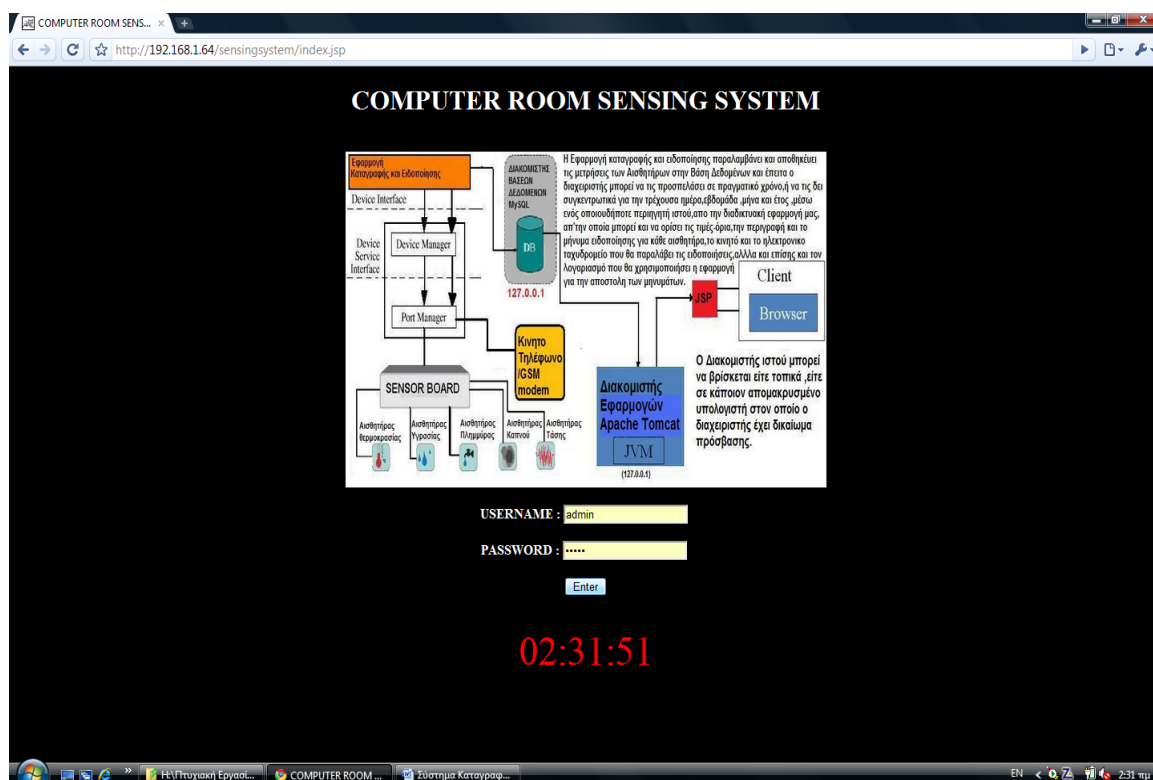 COMPUTER ROOM SENS...
http://192.168.1.64/sensingsystem/index.jsp
COMPUTER ROOM SENSING SYSTEM
Εφαρμογή
Καταγραφής και Ειδοποίησης
Device Interface
Device
Service
Interface
Device Manager
Port Manager
SENSOR BOARD
Αισθητήρας
θερμοκρασίας
Αισθητήρας
Υγρασίας
Αισθητήρας
Πλημμύρας
Αισθητήρας
Καπνού
Αισθητήρας
Τάσης
ΔΙΑΚΟΜΙΣΤΗΣ
ΒΑΣΕΩΝ
ΔΕΔΟΜΕΝΩΝ
MySQL
DB
127.0.0.1
Κινητο
Τηλέφωνο
/GSM
modem
Η Εφαρμογή καταγραφής και ειδοποίησης παραλαμβάνει και αποθηκεύει
τις μετρήσεις των Αισθητήρων στην Βάση Δεδομένων και έπειτα ο
διαχειριστής μπορεί να τις προσπελάσει σε πραγματικό χρόνο,ή να τις δει
συγκεντρωτικά για την τρέχουσα ημέρα,εβδομάδα ,μήνα και έτος ,μέσω
ενός οποιουδήποτε περιηγητή ιστού,απο την διαδικτυακή εφαρμογή μας,
απ'την οποία μπορεί και να ορίσει τις τιμές-όρια,την περιγραφή και το
μήνυμα ειδοποίησης για κάθε αισθητήρα,το κινητό και το ηλεκτρονικο
ταχυδρομείο που θα παραλάβει τις ειδοποιήσεις,αλλλα και επίσης και τον
λογαριασμό που θα χρησιμοποιήσει η εφαρμογή
για την αποστολη των μηνυμάτων.
JSP
Client
Browser
Διακομιστής
Εφαρμογών
Apache Tomcat
JVM
(127.0.0.1)
Ο Διακομιστής ιστού μπορεί
να βρίσκεται είτε τοπικά ,είτε
σε κάποιον απομακρυσμένο
υπολογιστή στον οποίο ο
διαχειριστής έχει δικαίωμα
πρόσβασης.
USERNAME : admin
PASSWORD : •••••
Enter
02:31:51
H:\Πτυχιακή Εργασί...
COMPUTER ROOM ...
Σύστημα Καταγραφ...
EN
2:31 πμ